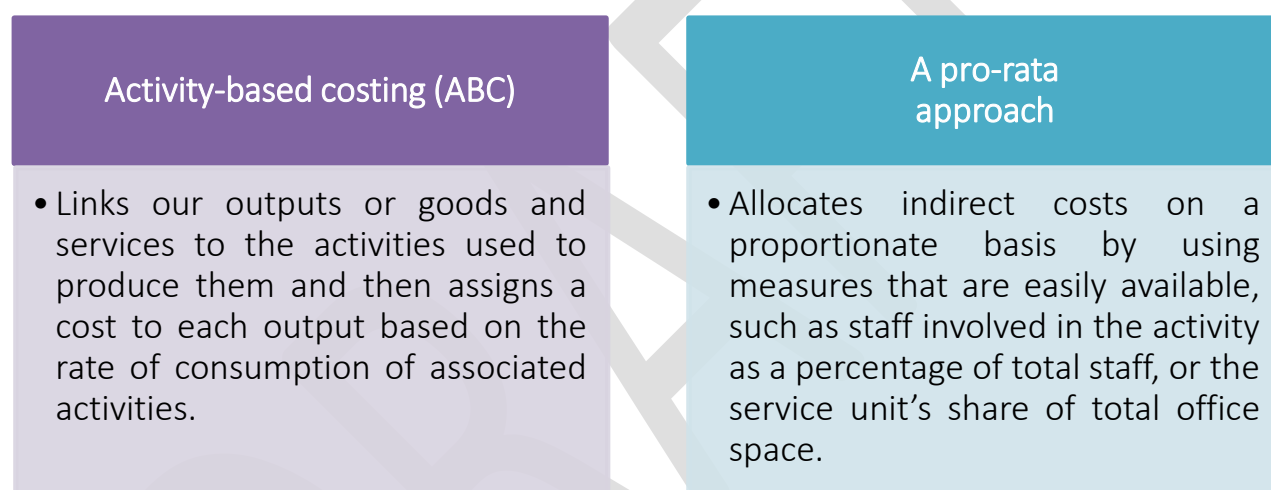 Activity-based costing (ABC)
• Links our outputs or goods and
services to the activities used to
produce them and then assigns a
cost to each output based on the
rate of consumption of associated
activities.
A pro-rata
approach
• Allocates indirect costs on a
proportionate basis by using
measures that are easily available,
such as staff involved in the activity
as a percentage of total staff, or the
service unit’s share of total office
space.